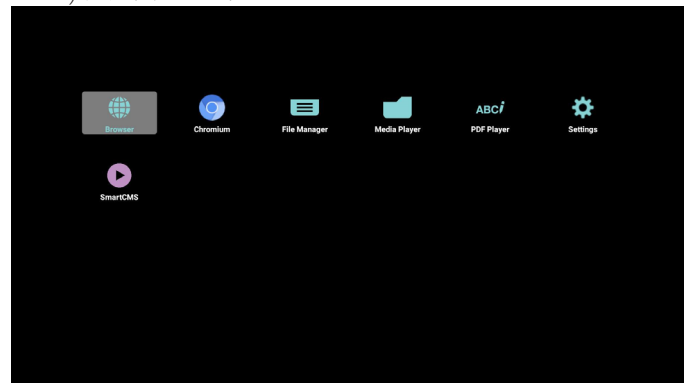 Browser
Chromium
File Manager
Media Player
ABCi
PDF Player
Settings
SmartCMS